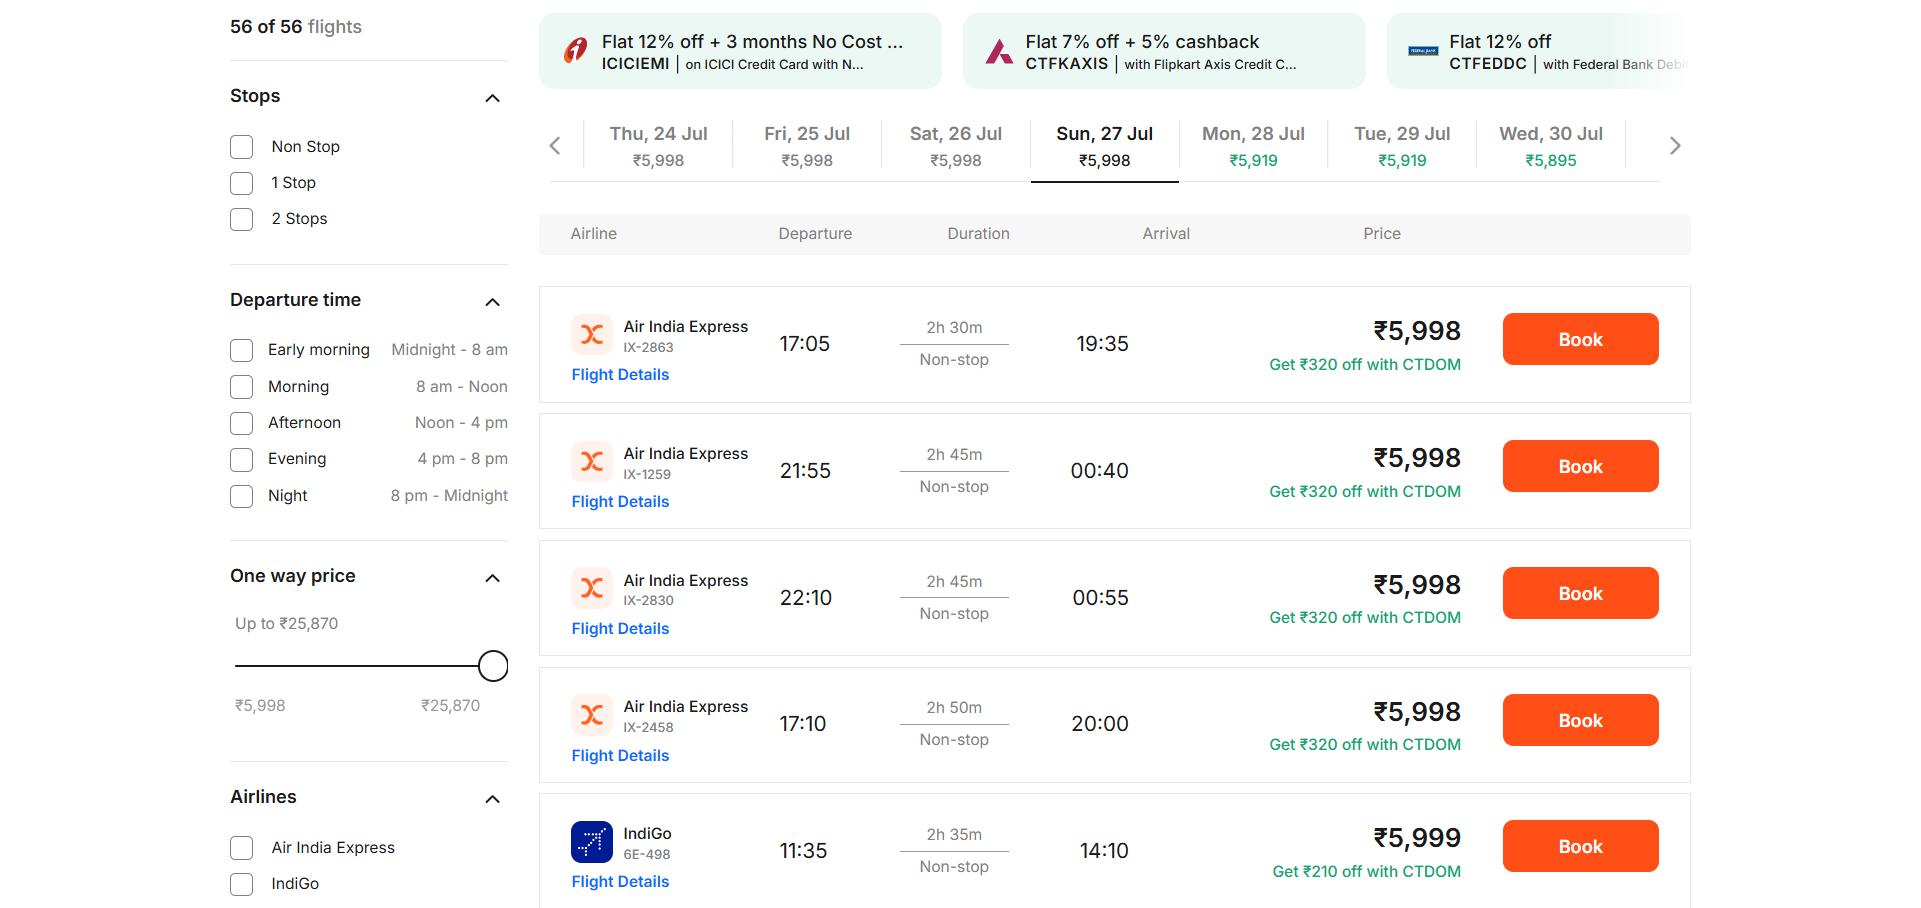 56 of 56 flights
Stops
Non Stop
1 Stop
2 Stops
Departure time
Early morning Midnight - 8 am
Morning 8 am - Noon
Afternoon Noon - 4 pm
Evening 4 pm - 8 pm
Night 8 pm - Midnight
One way price
Up to ₹25,870
₹5,998 ₹25,870
Airlines
Air India Express
IndiGo
Flat 12% off + 3 months No Cost ...
ICICIEMI | on ICICI Credit Card with N...
Flat 7% off + 5% cashback
CTFKAXIS | with Flipkart Axis Credit C...
Flat 12% off
CTFEDDC | with Federal Bank Debi
FEDERAL BANK
Thu, 24 Jul
₹5,998
Fri, 25 Jul
₹5,998
Sat, 26 Jul
₹5,998
Sun, 27 Jul
₹5,998
Mon, 28 Jul
₹5,919
Tue, 29 Jul
₹5,919
Wed, 30 Jul
₹5,895
Airline Departure Duration Arrival Price
Air India Express
IX-2863
Flight Details
17:05
2h 30m
Non-stop
19:35
₹5,998
Get ₹320 off with CTDOM
Book
Air India Express
IX-1259
Flight Details
21:55
2h 45m
Non-stop
00:40
₹5,998
Get ₹320 off with CTDOM
Book
Air India Express
IX-2830
Flight Details
22:10
2h 45m
Non-stop
00:55
₹5,998
Get ₹320 off with CTDOM
Book
Air India Express
IX-2458
Flight Details
17:10
2h 50m
Non-stop
20:00
₹5,998
Get ₹320 off with CTDOM
Book
IndiGo
6E-498
Flight Details
11:35
2h 35m
Non-stop
14:10
₹5,999
Get ₹210 off with CTDOM
Book